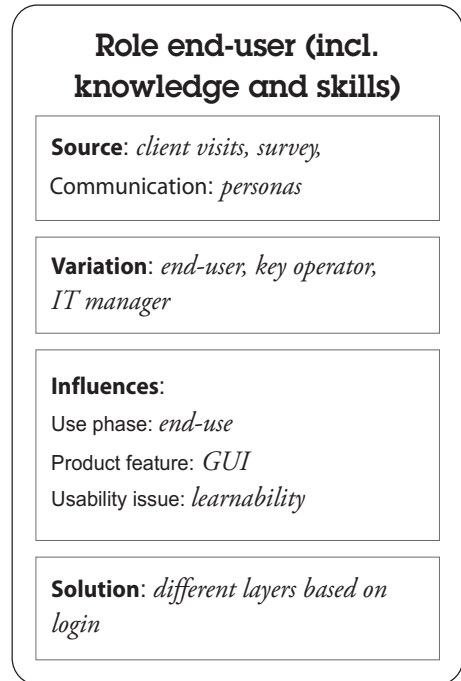 Role end-user (incl.
knowledge and skills)
Source: client visits, survey,
Communication: personas
Variation: end-user, key operator,
IT manager
Influences:
Use phase: end-use
Product feature: GUI
Usability issue: learnability
Solution: different layers based on
login